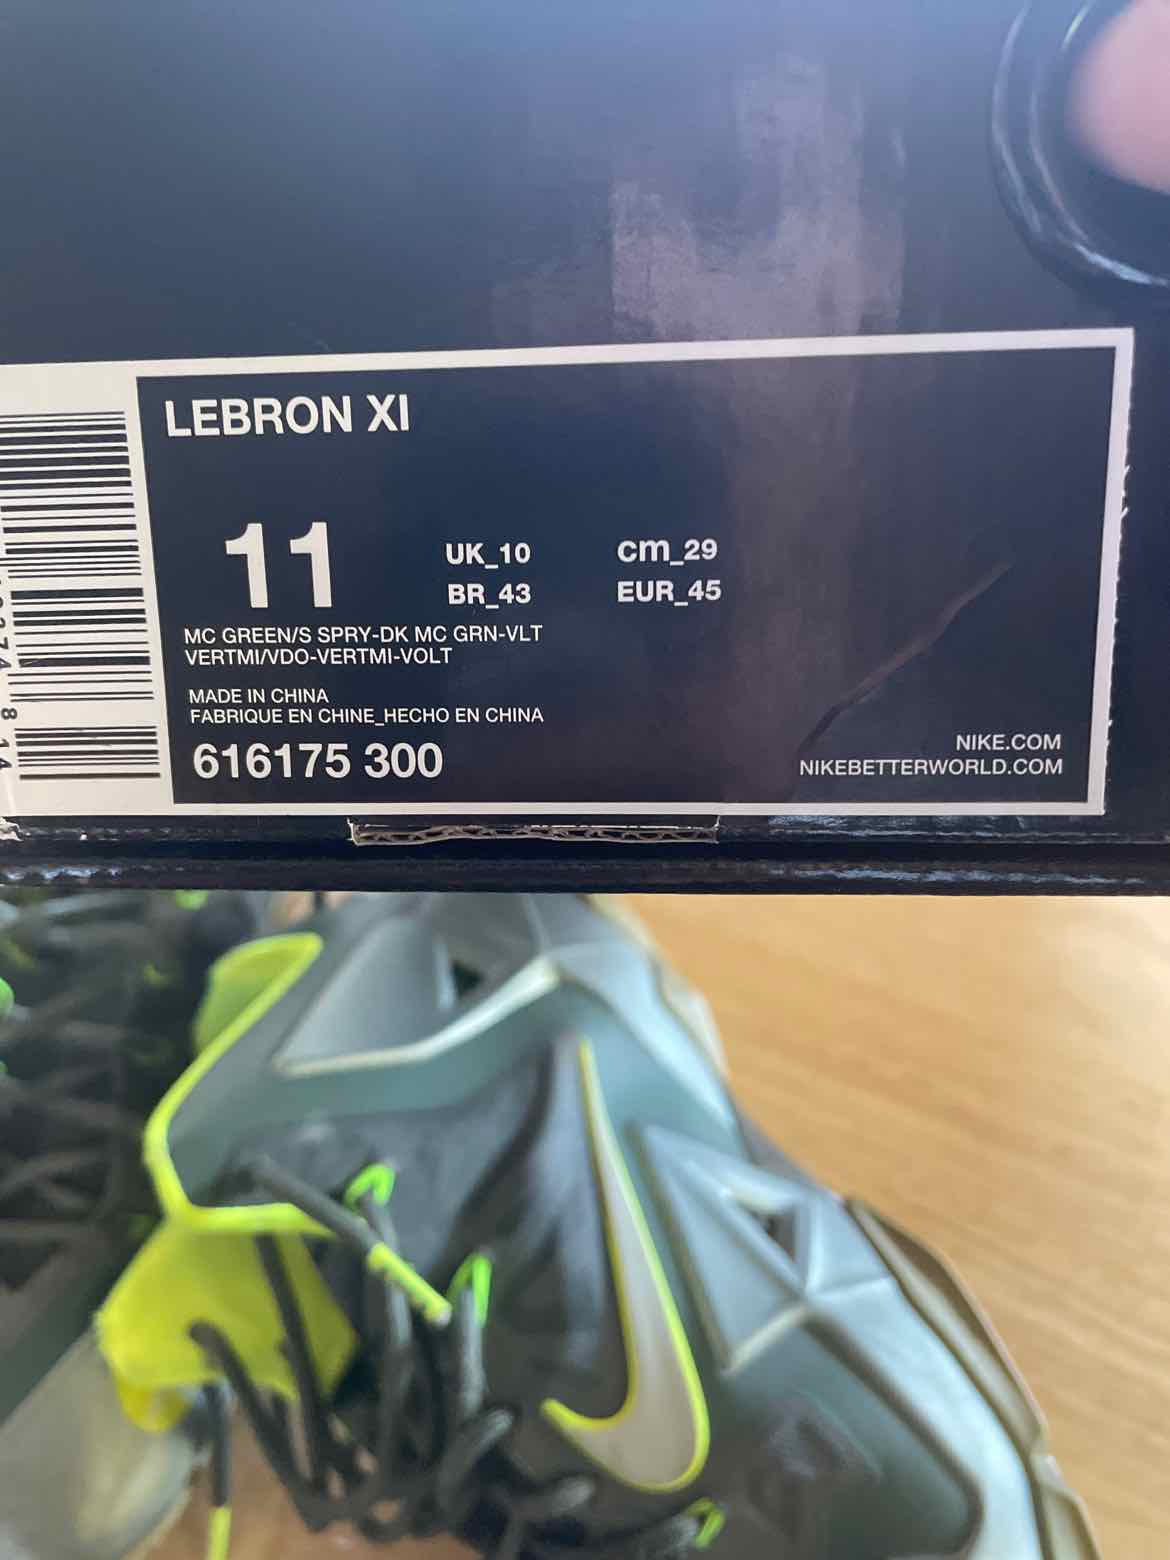 LEBRON XI
11
UK_10 cm_29
BR_43 EUR_45
MC GREEN/S SPRY-DK MC GRN-VLT
VERTMI/VDO-VERTMI-VOLT
MADE IN CHINA
FABRIQUE EN CHINE_HECHO EN CHINA
616175 300
NIKE.COM
NIKEBETTERWORLD.COM